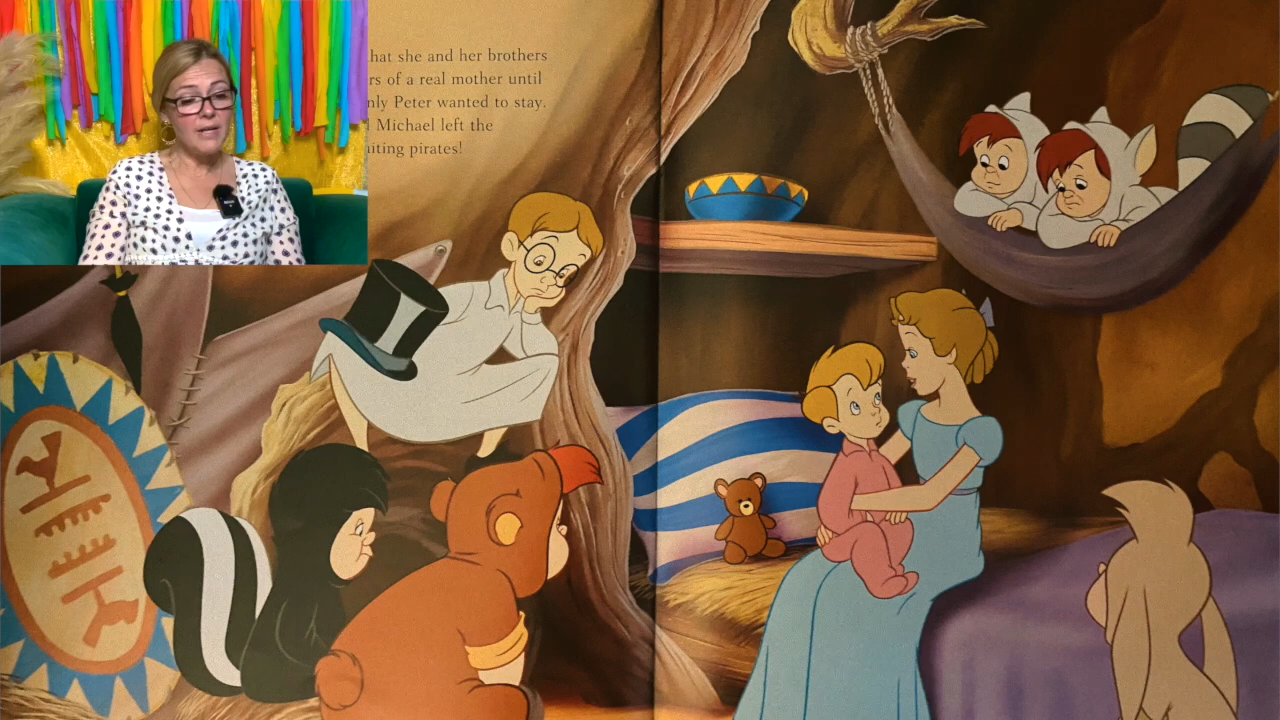 that she and her brothers
rs of a real mother until
nly Peter wanted to stay.
Michael left the
iting pirates!